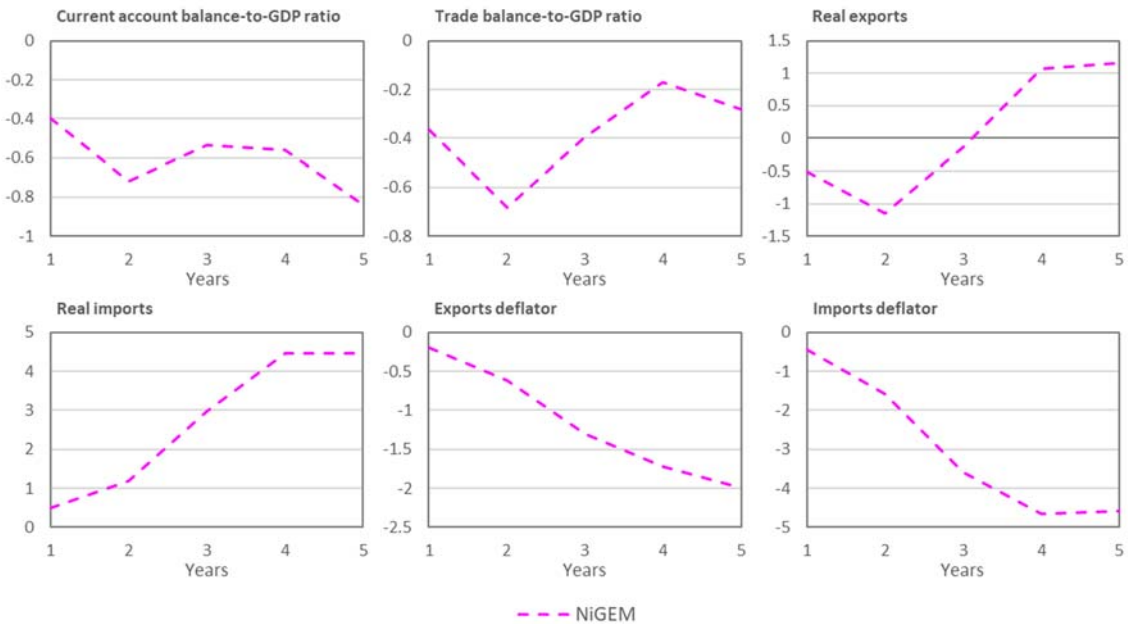 Current account balance-to-GDP ratio
0
-0.2
-0.4
-0.6
-0.8
-1
1 2 3 4 5
Years
Trade balance-to-GDP ratio
0
-0.2
-0.4
-0.6
-0.8
1 2 3 4 5
Years
Real exports
1.5
1
0.5
0
-0.5
-1
-1.5
1 2 3 4 5
Years
Real imports
5
4
3
2
1
0
1 2 3 4 5
Years
Exports deflator
0
-0.5
-1
-1.5
-2
-2.5
1 2 3 4 5
Years
Imports deflator
0
-1
-2
-3
-4
-5
1 2 3 4 5
Years
NiGEM